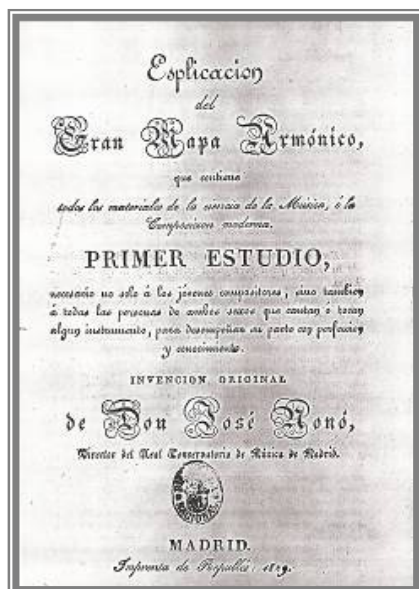 Esplicacion
del
Gran Mapa Armónico,
que contiene
todos los materiales de la ciencia de la Música, ó la
Composicion moderna.
PRIMER ESTUDIO,
necesario no solo á los jóvenes compositores, sino tambien
á todas las personas de ambos sexos que cantan ó tocan
algun instrumento, para desempeñar su parte con perfeccion
y conocimiento.
INVENCION ORIGINAL
de Don José Nonó,
Director del Real Conservatorio de Música de Madrid.
NACIONAL
MADRID.
Imprenta de Repullés: 1829.